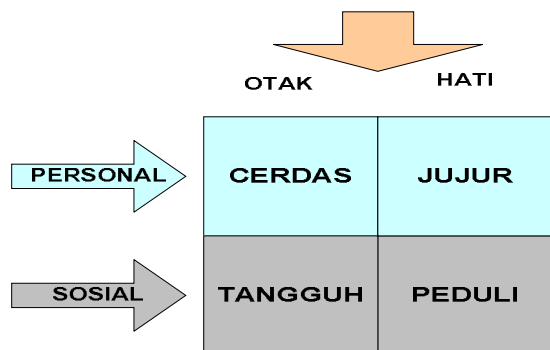 OTAK HATI
PERSONAL CERDAS JUJUR
SOSIAL TANGGUH PEDULI